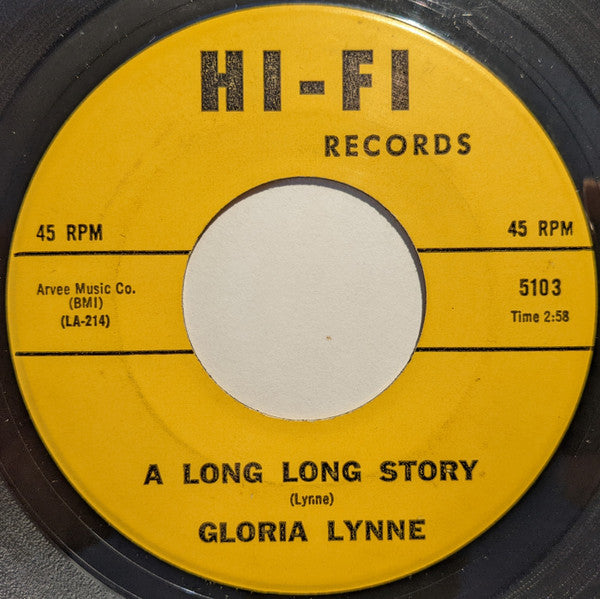 HI-FI
RECORDS
45 RPM
45 RPM
Arvee Music Co.
(BMI)
(LA-214)
5103
Time 2:58
A LONG LONG STORY
(Lynne)
GLORIA LYNNE